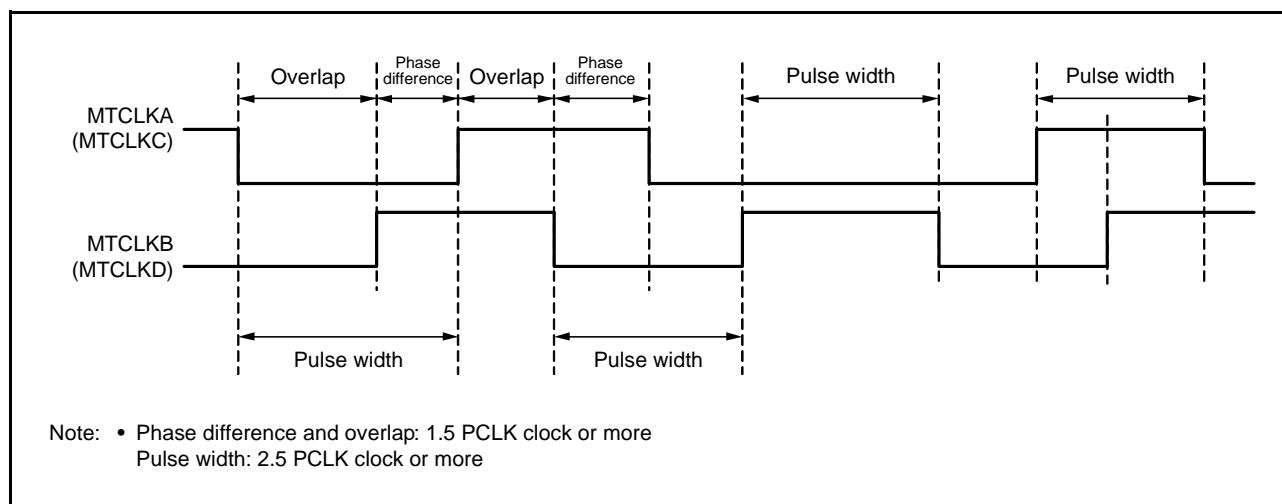 Overlap
Phase
difference
Overlap
Phase
difference
Pulse width
Pulse width
MTCLKA
(MTCLKC)
MTCLKB
(MTCLKD)
Pulse width
Pulse width
Note: • Phase difference and overlap: 1.5 PCLK clock or more
Pulse width: 2.5 PCLK clock or more